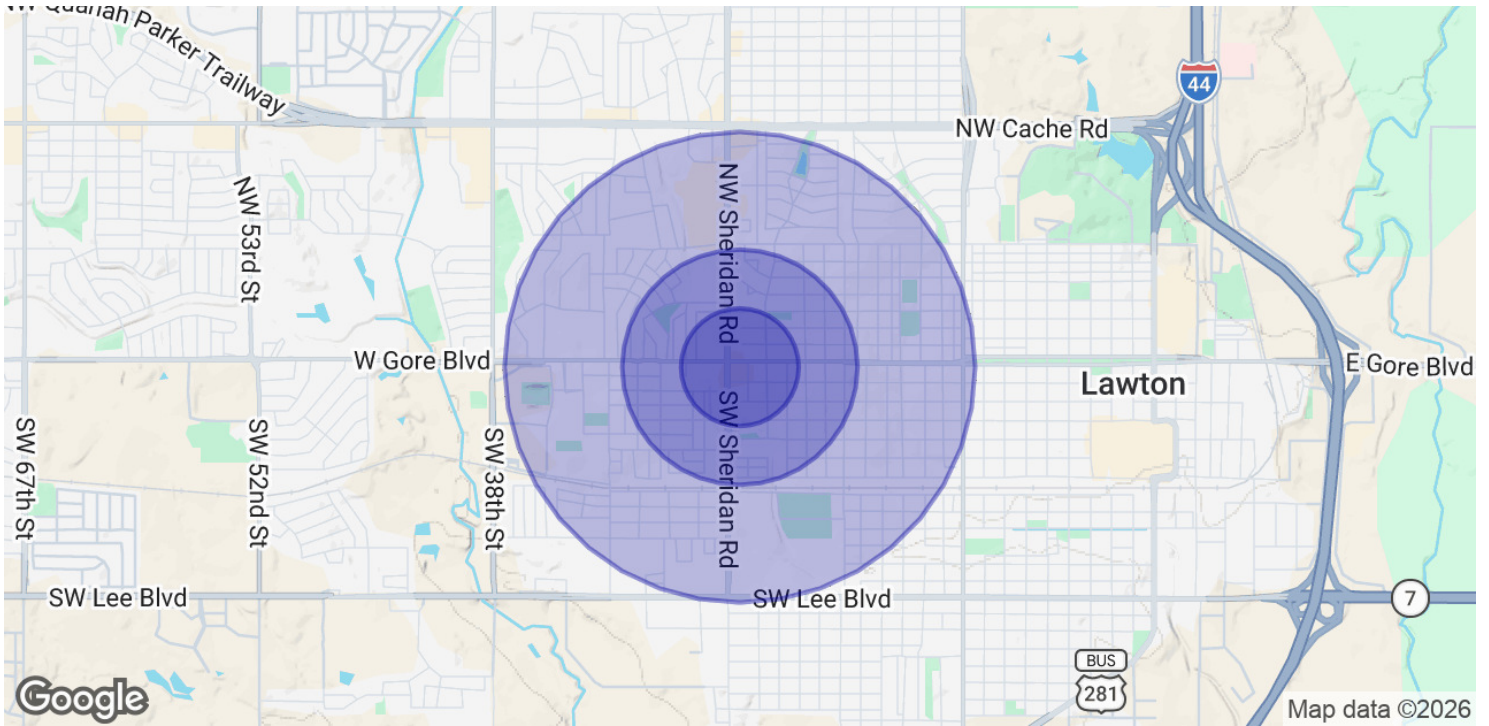 NW Quanah Parker Trailway
44
NW Cache Rd
NW 53rd St
NW Sheridan Rd
W Gore Blvd
E Gore Blvd
Lawton
SW 67th St
SW 52nd St
SW 38th St
SW Sheridan Rd
SW Lee Blvd
SW Lee Blvd
7
BUS
281
Google
Map data ©2026